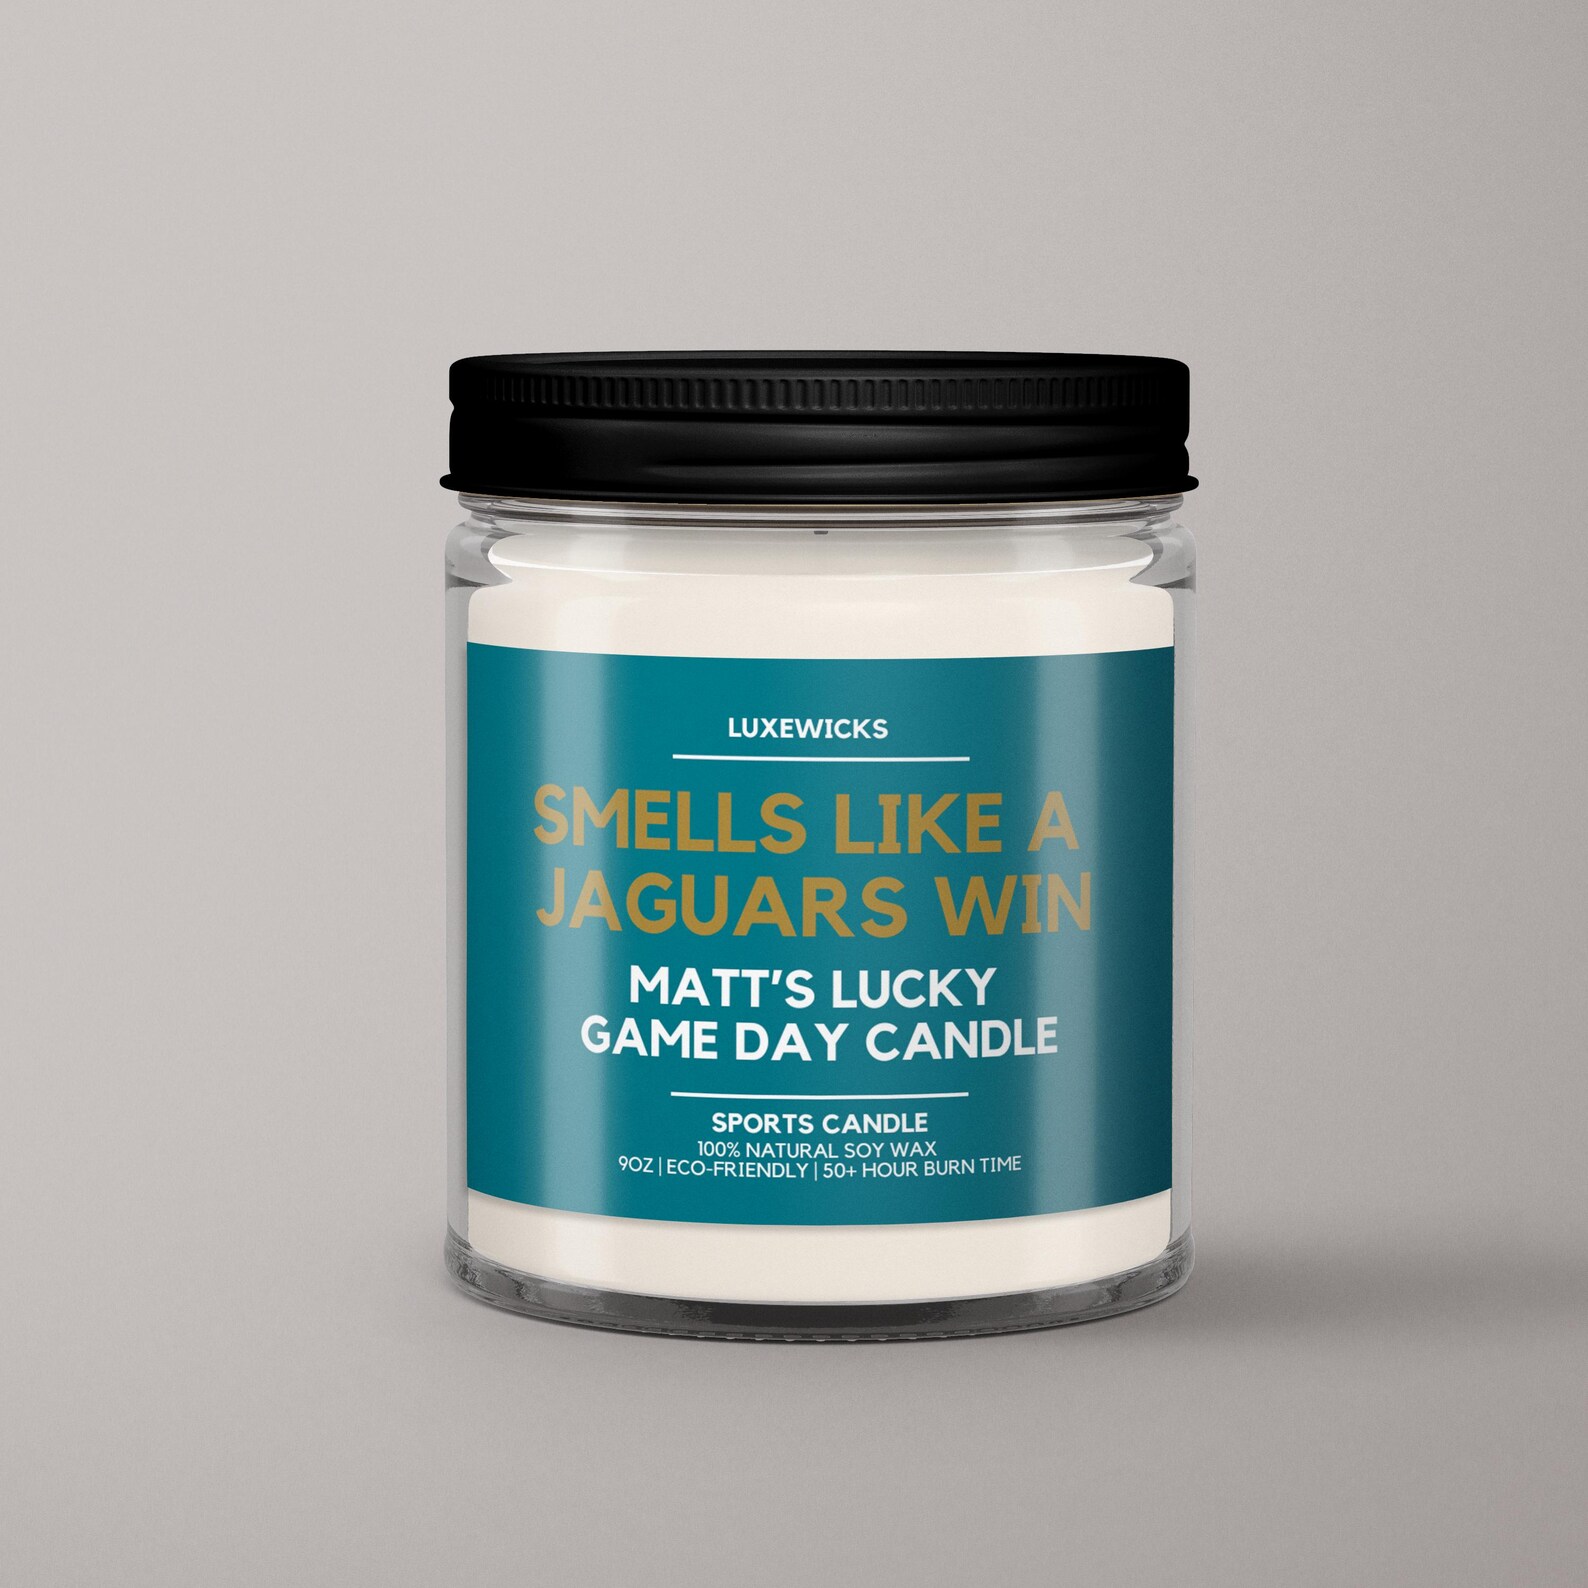 LUXEWICKS
SMELLS LIKE A
JAGUARS WIN
MATT'S LUCKY
GAME DAY CANDLE
SPORTS CANDLE
100% NATURAL SOY WAX
9OZ | ECO-FRIENDLY | 50+ HOUR BURN TIME